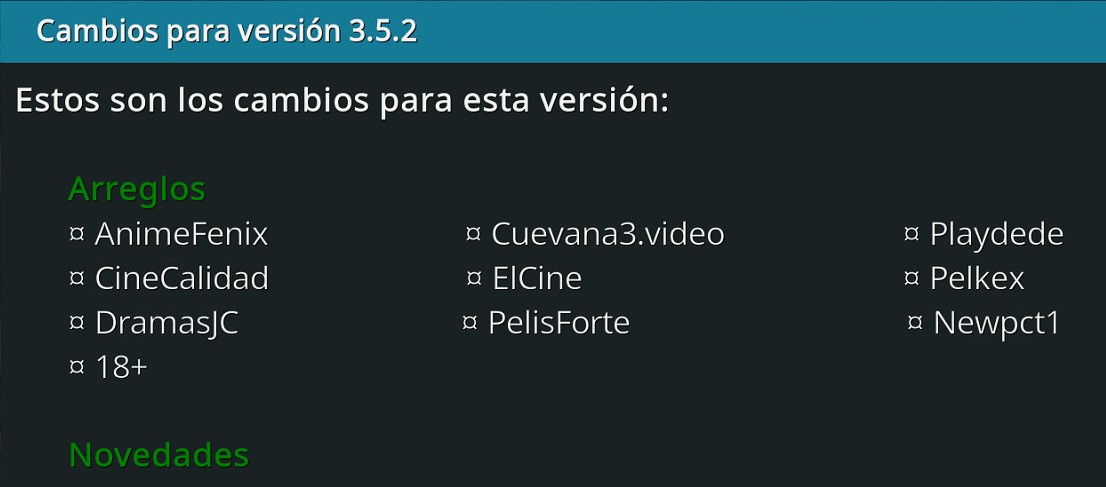 Cambios para versión 3.5.2
Estos son los cambios para esta versión:
Arreglos
¤ AnimeFenix ¤ Cuevana3.video ¤ Playdede
¤ CineCalidad ¤ ElCine ¤ Pelkex
¤ DramasJC ¤ PelisForte ¤ Newpct1
¤ 18+
Novedades